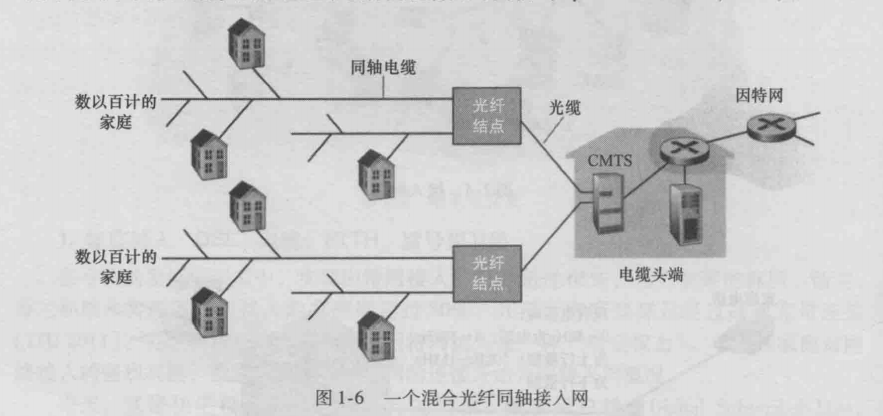 同轴电缆
数以百计的
家庭
光纤
结点
光缆
因特网
CMTS
电缆头端
数以百计的
家庭
光纤
结点
图 1-6 一个混合光纤同轴接入网